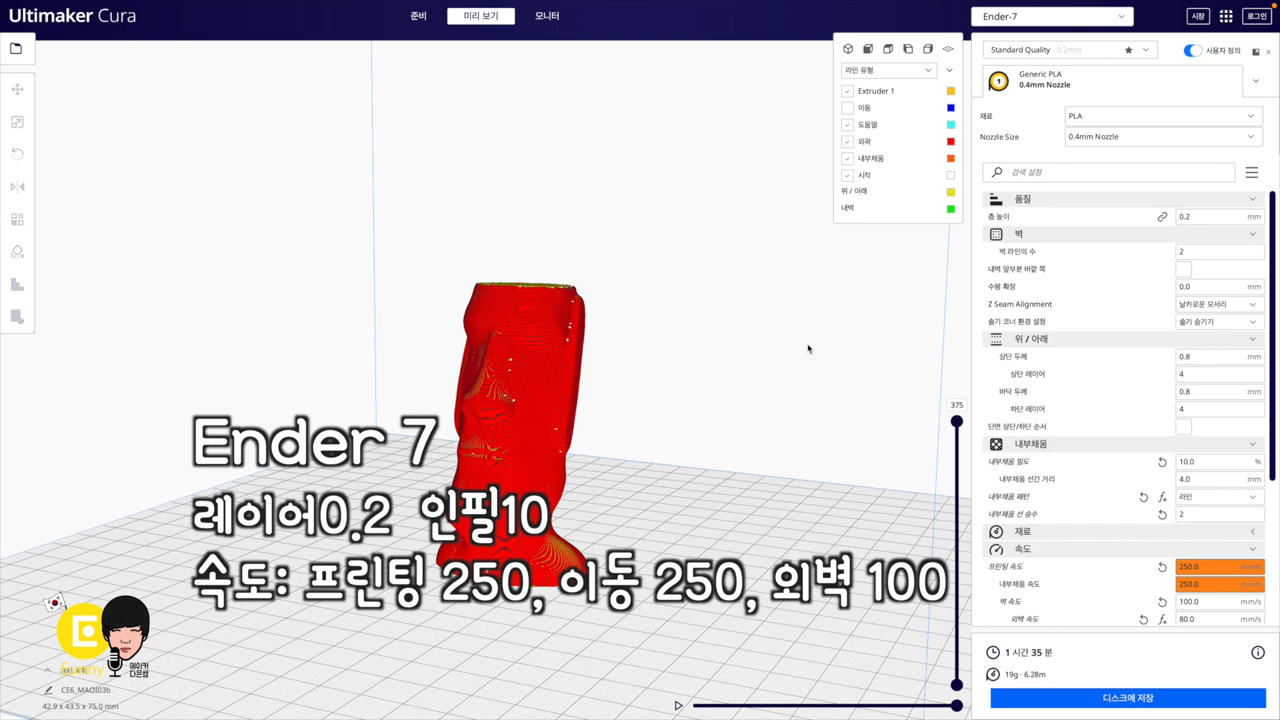 Ultimaker Cura
준비
미리 보기
모니터
Ender-7
시장
로그인
라인 유형
Extruder 1
이동
도움말
외곽
내부채움
시작
위 / 아래
내벽
Standard Quality - 0.2mm
사용자 정의
1
Generic PLA
0.4mm Nozzle
재료
PLA
Nozzle Size
0.4mm Nozzle
검색 설정
품질
층 높이
0.2 mm
벽
벽 라인의 수
2
내벽 앞부분 바깥 쪽
수평 확장
0.0 mm
Z Seam Alignment
날카로운 모서리
솔기 코너 환경 설정
솔기 숨기기
위 / 아래
상단 두께
0.8 mm
상단 레이어
4
바닥 두께
0.8 mm
하단 레이어
4
단면 상단/하단 순서
내부채움
내부채움 밀도
10.0 %
내부채움 선간 거리
4.0 mm
내부채움 패턴
라인
내부채움 선 승수
2
재료
속도
프린팅 속도
250.0 mm/s
내부채움 속도
250.0 mm/s
벽 속도
100.0 mm/s
외벽 속도
80.0 mm/s
375
Ender 7
레이어0.2 인필10
속도: 프린팅 250, 이동 250, 외벽 100
메이커
다은쌤
CE6_MAOI03b
42.9 x 43.5 x 75.0 mm
1 시간 35 분
19g · 6.28m
디스크에 저장